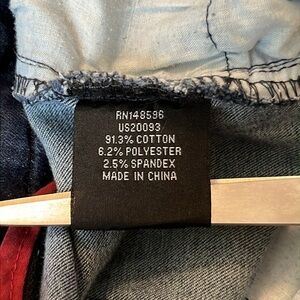 RN148596
US20093
91.3% COTTON
6.2% POLYESTER
2.5% SPANDEX
MADE IN CHINA